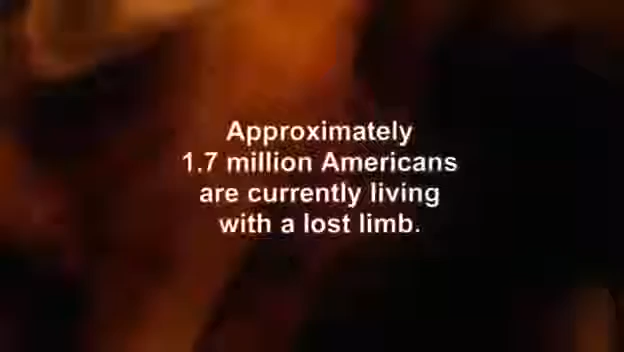 Approximately
1.7 million Americans
are currently living
with a lost limb.